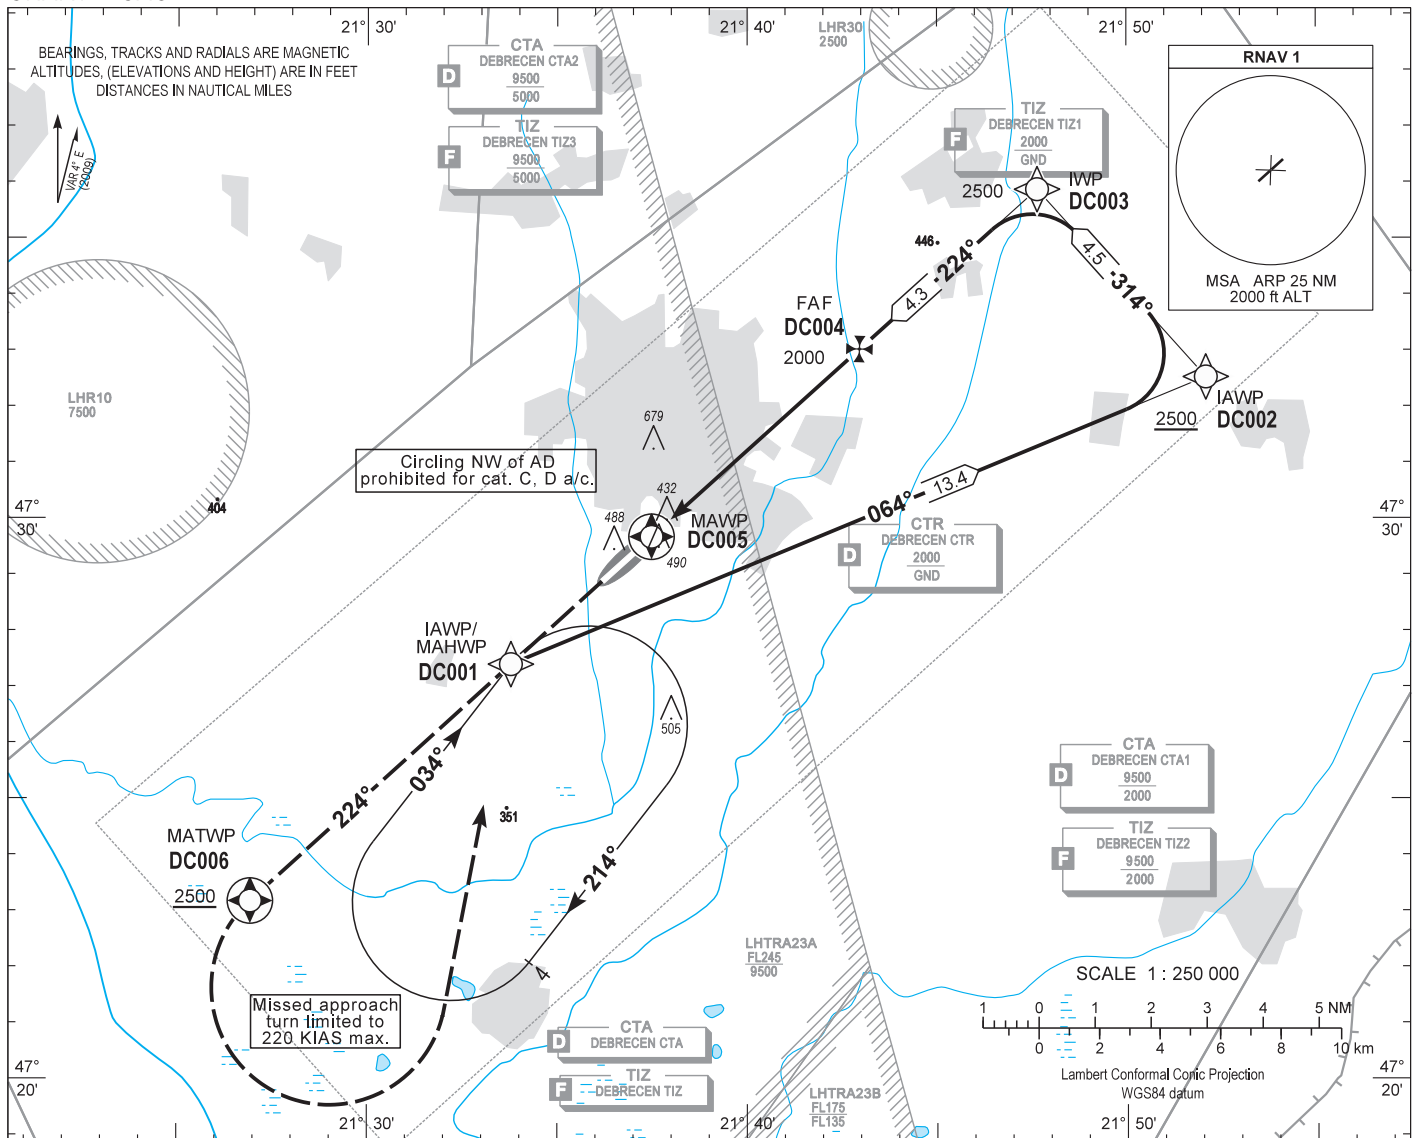 21° 30'
21° 40'
21° 50'
BEARINGS, TRACKS AND RADIALS ARE MAGNETIC
ALTITUDES, (ELEVATIONS AND HEIGHT) ARE IN FEET
DISTANCES IN NAUTICAL MILES
VAR 4° E
(2009)
CTA
DEBRECEN CTA2
D
9500
5000
TIZ
DEBRECEN TIZ3
F
9500
5000
LHR30
2500
TIZ
DEBRECEN TIZ1
F
2000
GND
RNAV 1
MSA ARP 25 NM
2000 ft ALT
2500
IWP
DC003
446
224°
4.3
4.5
314°
FAF
DC004
2000
IAWP
DC002
2500
LHR10
7500
404
679
Circling NW of AD
prohibited for cat. C, D a/c.
432
488
MAWP
DC005
490
064°
13.4
CTR
DEBRECEN CTR
D
2000
GND
47°
30'
47°
30'
IAWP/
MAHWP
DC001
505
034°
224°
351
214°
4
MATWP
DC006
2500
CTA
DEBRECEN CTA1
D
9500
2000
TIZ
DEBRECEN TIZ2
F
9500
2000
LHTRA23A
FL245
9500
Missed approach
turn limited to
220 KIAS max.
CTA
D
DEBRECEN CTA
TIZ
F
DEBRECEN TIZ
LHTRA23B
FL175
FL135
SCALE 1 : 250 000
1 0 1 2 3 4 5 NM
0 2 4 6 8 10 km
Lambert Conformal Conic Projection
WGS84 datum
47°
20'
47°
20'
21° 30'
21° 40'
21° 50'